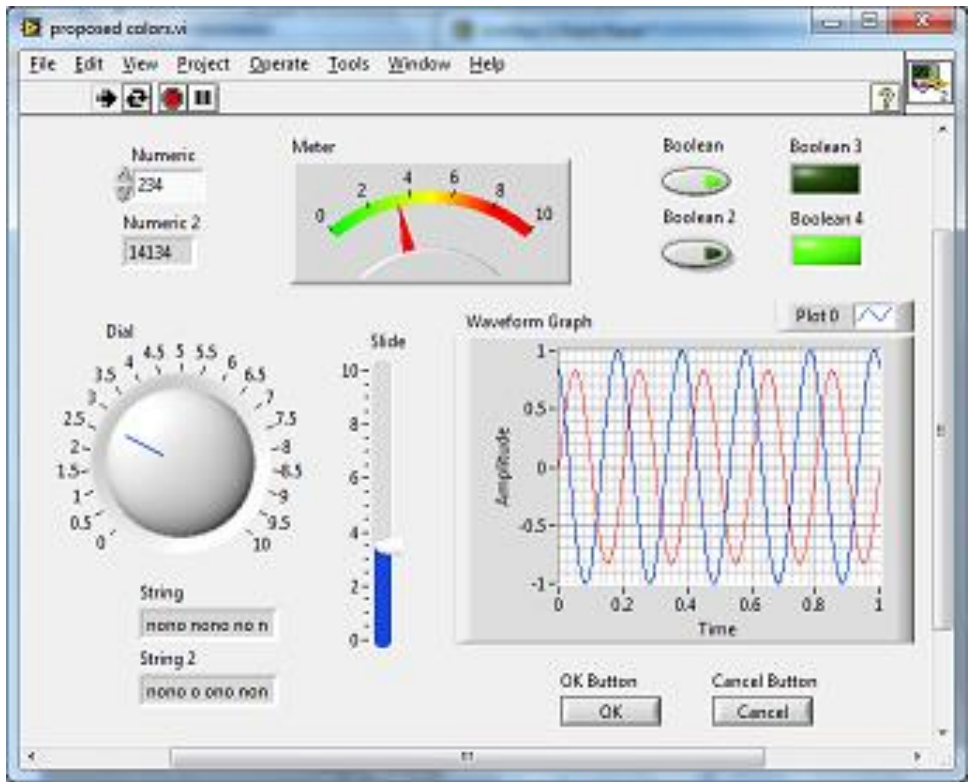 proposed colors.vi
File Edit View Project Operate Tools Window Help
Numeric
234
Numeric 2
14134
Meter
0 2 4 6 8 10
Boolean
Boolean 2
Boolean 3
Boolean 4
Dial
0 0.5 1 1.5 2 2.5 3 3.5 4 4.5 5 5.5 6 6.5 7 7.5 8 8.5 9 9.5 10
Slide
10
8
6
4
2
0
Waveform Graph
Plot 0
Amplitude
1
0.5
0
-0.5
-1
0 0.2 0.4 0.6 0.8 1
Time
String
nono nono no n
String 2
nono o ono non
OK Button
OK
Cancel Button
Cancel